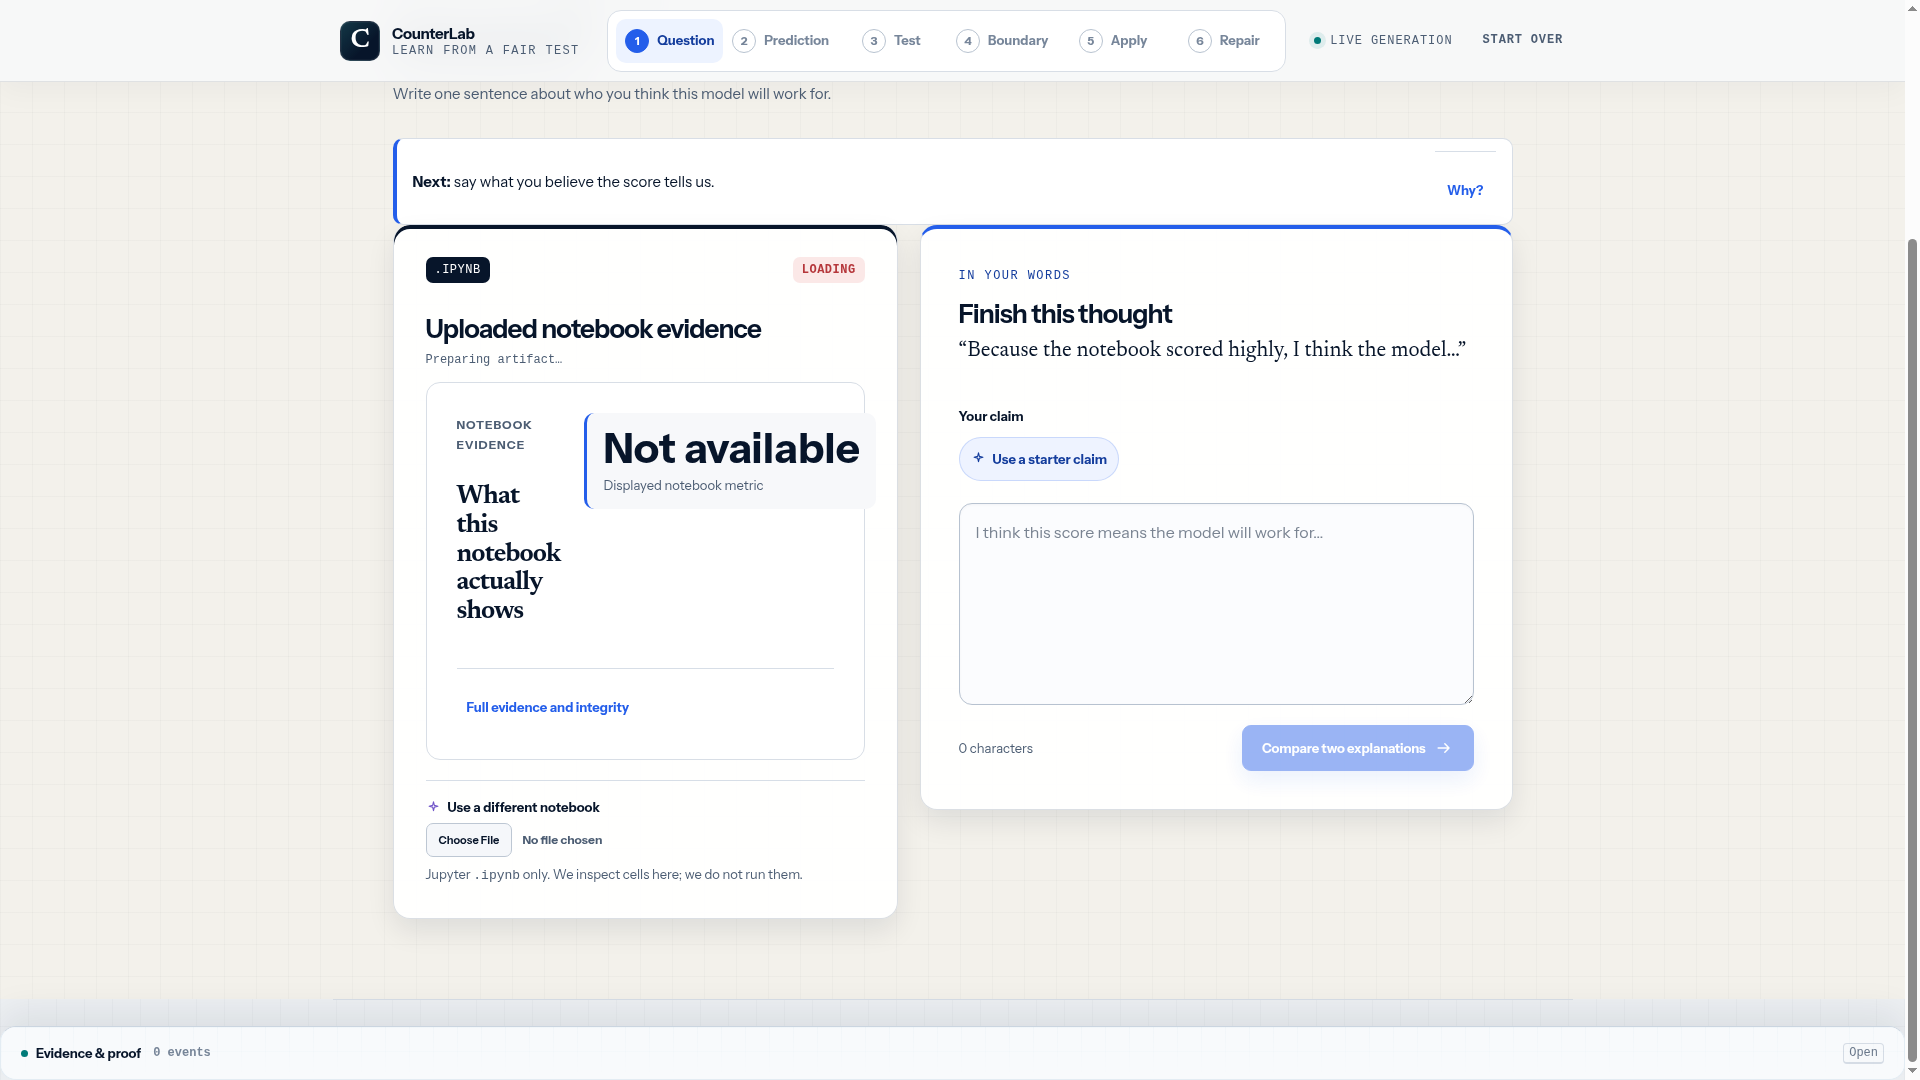 C
CounterLab
LEARN FROM A FAIR TEST
1 Question
2 Prediction
3 Test
4 Boundary
5 Apply
6 Repair
LIVE GENERATION
START OVER
Write one sentence about who you think this model will work for.
Next: say what you believe the score tells us.
Why?
.IPYNB
LOADING
Uploaded notebook evidence
Preparing artifact…
NOTEBOOK
EVIDENCE
What
this
notebook
actually
shows
Not available
Displayed notebook metric
Full evidence and integrity
Use a different notebook
Choose File
No file chosen
Jupyter .ipynb only. We inspect cells here; we do not run them.
IN YOUR WORDS
Finish this thought
“Because the notebook scored highly, I think the model…”
Your claim
Use a starter claim
I think this score means the model will work for…
0 characters
Compare two explanations →
Evidence & proof
0 events
Open